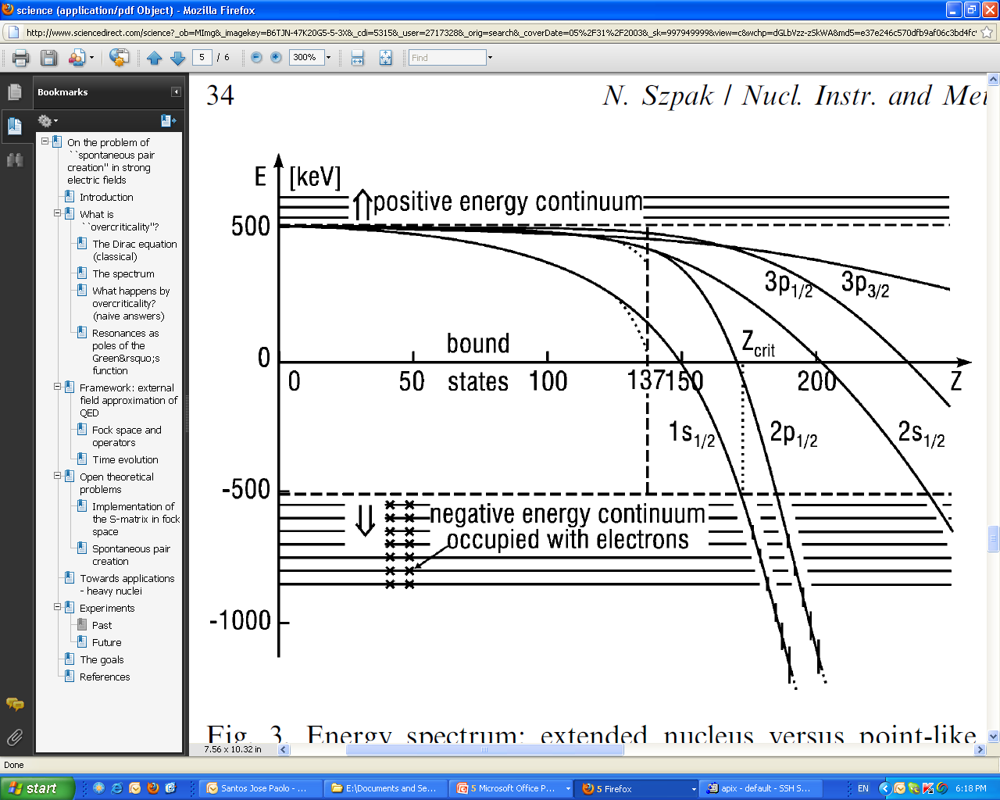 science (application/pdf Object) - Mozilla Firefox
http://www.sciencedirect.com/science?_ob=MImg&_imagekey=B6TJN-47K20G5-5-3X&_cdi=5315&_user=2717328&_orig=search&_coverDate=05%2F31%2F2003&_sk=997949999&view=c&wchp=dGLbVzz-zSkWA&md5=e37e246c570dfb9af06c3bd4fc
5 / 6
300%
Find
Bookmarks
On the problem of
``spontaneous pair
creation'' in strong
electric fields
Introduction
What is
``overcriticality''?
The Dirac equation
(classical)
The spectrum
What happens by
overcriticality?
(naive answers)
Resonances as
poles of the
Green&rsquo;s
function
Framework: external
field approximation of
QED
Fock space and
operators
Time evolution
Open theoretical
problems
Implementation of
the S-matrix in fock
space
Spontaneous pair
creation
Towards applications
- heavy nuclei
Experiments
Past
Future
The goals
References
34
N. Szpak / Nucl. Instr. and Met
E [keV]
positive energy continuum
500
3p1/2 3p3/2
bound
Zcrit
0
0 50 states 100 137 150 200 Z
1s1/2 2p1/2 2s1/2
-500
negative energy continuum
occupied with electrons
-1000
Fig. 3. Energy spectrum: extended nucleus versus point-like
7.56 x 10.32 in
Done
start
Santos Jose Paolo - ...
E:\Documents and Se...
5 Microsoft Office P...
5 Firefox
apix - default - SSH S...
EN
6:18 PM